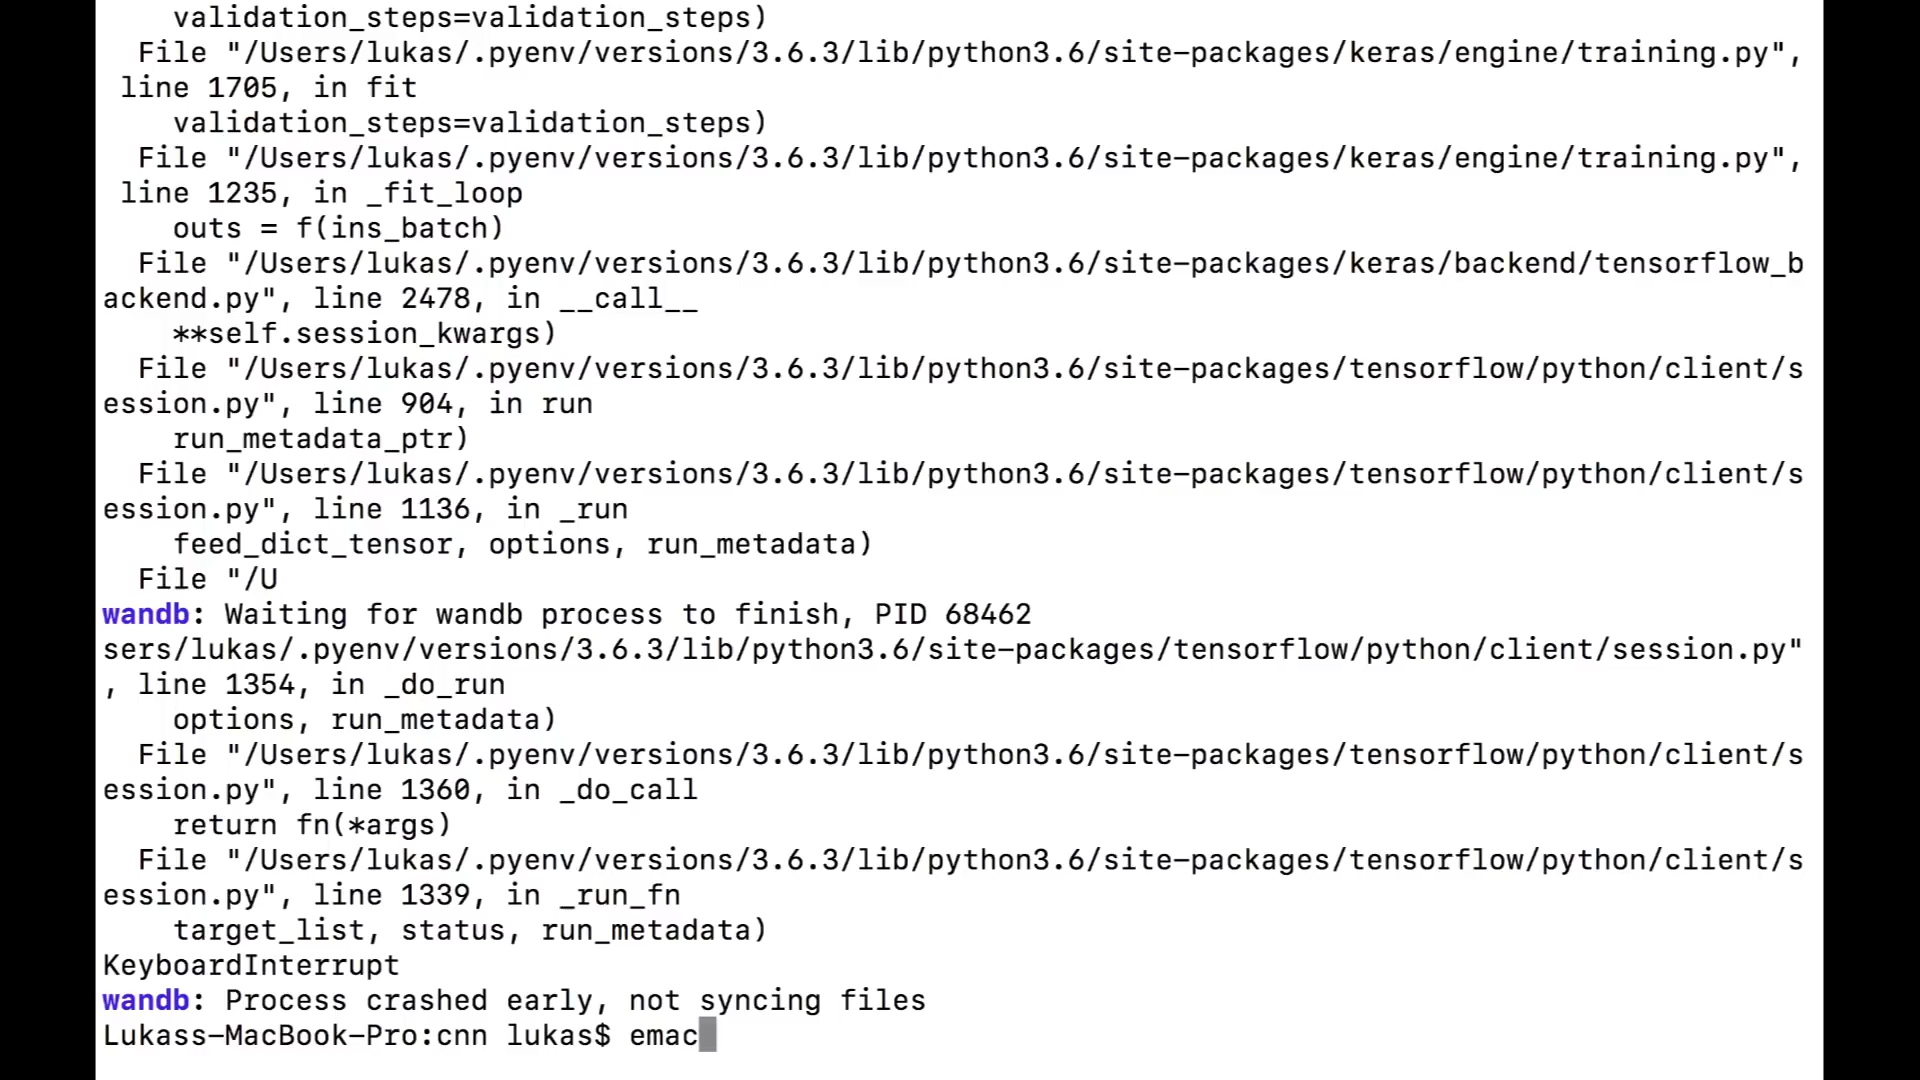 validation_steps=validation_steps)
File "/Users/lukas/.pyenv/versions/3.6.3/lib/python3.6/site-packages/keras/engine/training.py",
line 1705, in fit
validation_steps=validation_steps)
File "/Users/lukas/.pyenv/versions/3.6.3/lib/python3.6/site-packages/keras/engine/training.py",
line 1235, in _fit_loop
outs = f(ins_batch)
File "/Users/lukas/.pyenv/versions/3.6.3/lib/python3.6/site-packages/keras/backend/tensorflow_b
ackend.py", line 2478, in __call__
**self.session_kwargs)
File "/Users/lukas/.pyenv/versions/3.6.3/lib/python3.6/site-packages/tensorflow/python/client/s
ession.py", line 904, in run
run_metadata_ptr)
File "/Users/lukas/.pyenv/versions/3.6.3/lib/python3.6/site-packages/tensorflow/python/client/s
ession.py", line 1136, in _run
feed_dict_tensor, options, run_metadata)
File "/U
wandb: Waiting for wandb process to finish, PID 68462
sers/lukas/.pyenv/versions/3.6.3/lib/python3.6/site-packages/tensorflow/python/client/session.py"
, line 1354, in _do_run
options, run_metadata)
File "/Users/lukas/.pyenv/versions/3.6.3/lib/python3.6/site-packages/tensorflow/python/client/s
ession.py", line 1360, in _do_call
return fn(*args)
File "/Users/lukas/.pyenv/versions/3.6.3/lib/python3.6/site-packages/tensorflow/python/client/s
ession.py", line 1339, in _run_fn
target_list, status, run_metadata)
KeyboardInterrupt
wandb: Process crashed early, not syncing files
Lukass-MacBook-Pro:cnn lukas$ emac